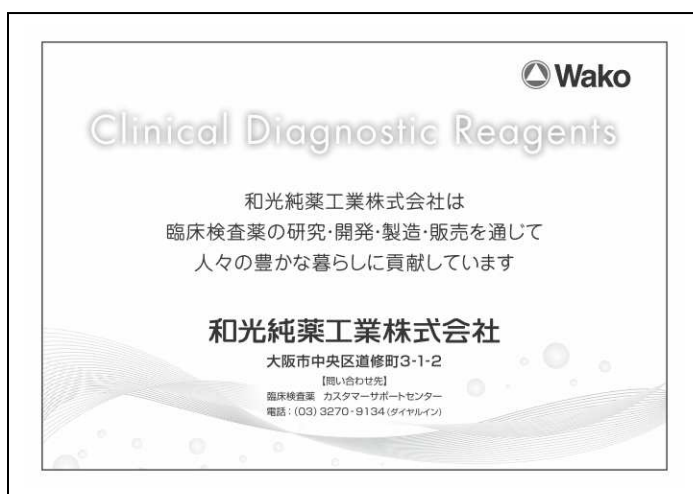 Wako
Clinical Diagnostic Reagents
和光純薬工業株式会社は
臨床検査薬の研究・開発・製造・販売を通じて
人々の豊かな暮らしに貢献しています
和光純薬工業株式会社
大阪市中央区道修町3-1-2
【問い合わせ先】
臨床検査薬 カスタマーサポートセンター
電話：(03) 3270-9134 (ダイヤルイン)